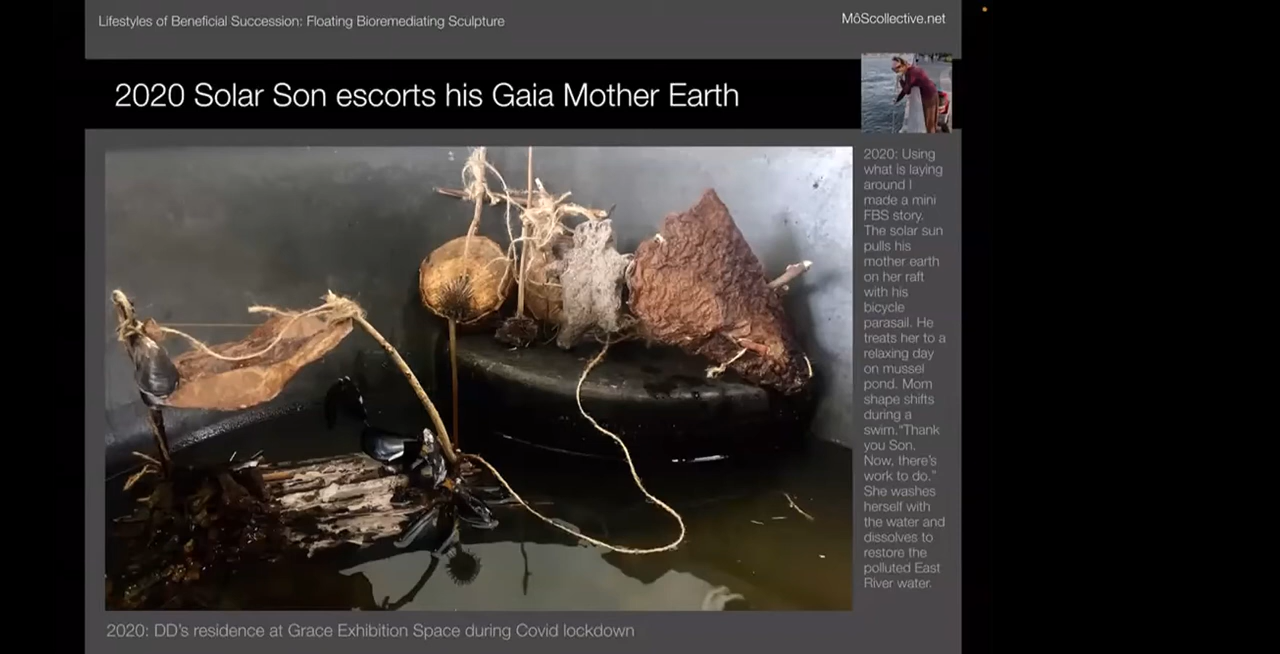 Lifestyles of Beneficial Succession: Floating Bioremediating Sculpture
MôScollective.net
2020 Solar Son escorts his Gaia Mother Earth
2020: Using
what is laying
around I
made a mini
FBS story.
The solar sun
pulls his
mother earth
on her raft
with his
bicycle
parasail. He
treats her to a
relaxing day
on mussel
pond. Mom
shape shifts
during a
swim."Thank
you Son.
Now, there's
work to do."
She washes
herself with
the water and
dissolves to
restore the
polluted East
River water.
2020: DD's residence at Grace Exhibition Space during Covid lockdown